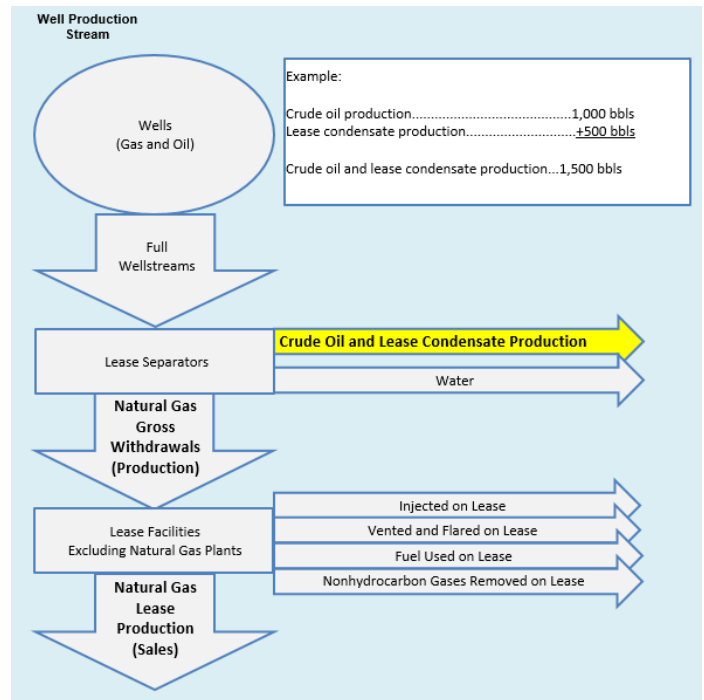 Well Production
Stream
Wells
(Gas and Oil)
Example:
Crude oil production.......................................1,000 bbls
Lease condensate production...........................+500 bbls
Crude oil and lease condensate production...1,500 bbls
Full
Wellstreams
Lease Separators
Crude Oil and Lease Condensate Production
Water
Natural Gas
Gross
Withdrawals
(Production)
Lease Facilities
Excluding Natural Gas Plants
Injected on Lease
Vented and Flared on Lease
Fuel Used on Lease
Nonhydrocarbon Gases Removed on Lease
Natural Gas
Lease
Production
(Sales)